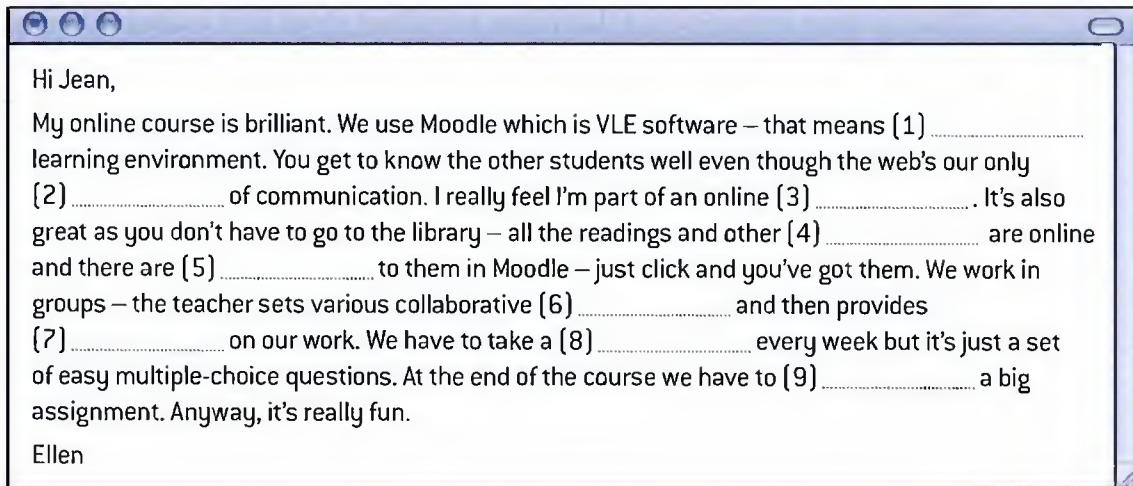 Hi Jean,
My online course is brilliant. We use Moodle which is VLE software – that means (1) ........................
learning environment. You get to know the other students well even though the web's our only
(2) ........................ of communication. I really feel I'm part of an online (3) ........................ . It's also
great as you don't have to go to the library – all the readings and other (4) ........................ are online
and there are (5) ........................ to them in Moodle – just click and you've got them. We work in
groups – the teacher sets various collaborative (6) ........................ and then provides
(7) ........................ on our work. We have to take a (8) ........................ every week but it's just a set
of easy multiple-choice questions. At the end of the course we have to (9) ........................ a big
assignment. Anyway, it's really fun.
Ellen